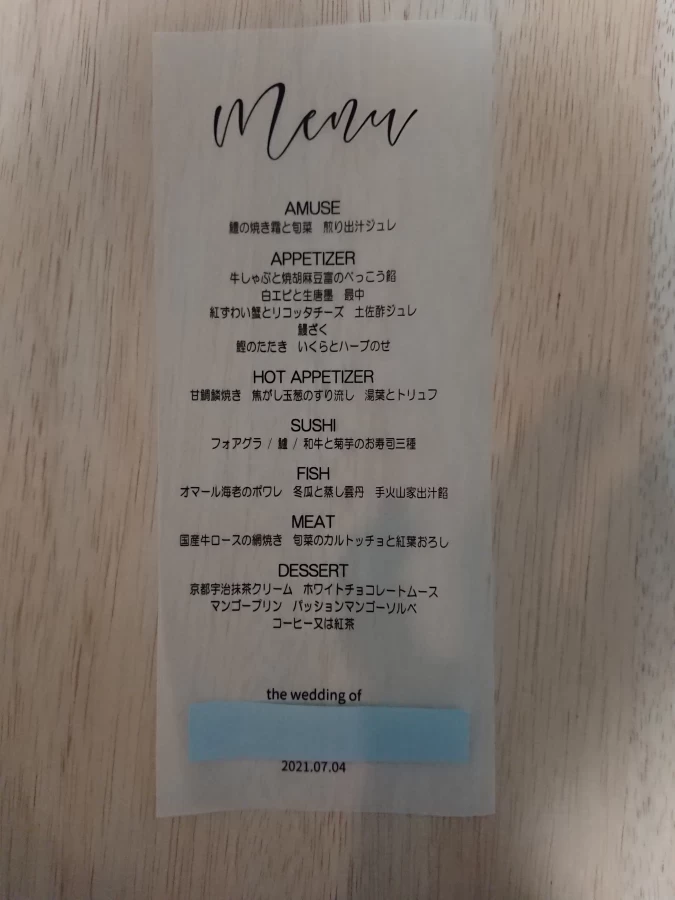 Menu
AMUSE
鱧の焼き霜と旬菜 煎り出汁ジュレ
APPETIZER
牛しゃぶと焼胡麻豆富のべっこう餡
白エビと生唐墨 最中
紅ずわい蟹とリコッタチーズ 土佐酢ジュレ
鰻ざく
鰹のたたき いくらとハーブのせ
HOT APPETIZER
甘鯛鱗焼き 焦がし玉葱のすり流し 湯葉とトリュフ
SUSHI
フォアグラ / 鱧 / 和牛と菊芋のお寿司三種
FISH
オマール海老のポワレ 冬瓜と蒸し雲丹 手火山家出汁餡
MEAT
国産牛ロースの網焼き 旬菜のカルトッチョと紅葉おろし
DESSERT
京都宇治抹茶クリーム ホワイトチョコレートムース
マンゴープリン パッションマンゴーソルベ
コーヒー又は紅茶
the wedding of
2021.07.04